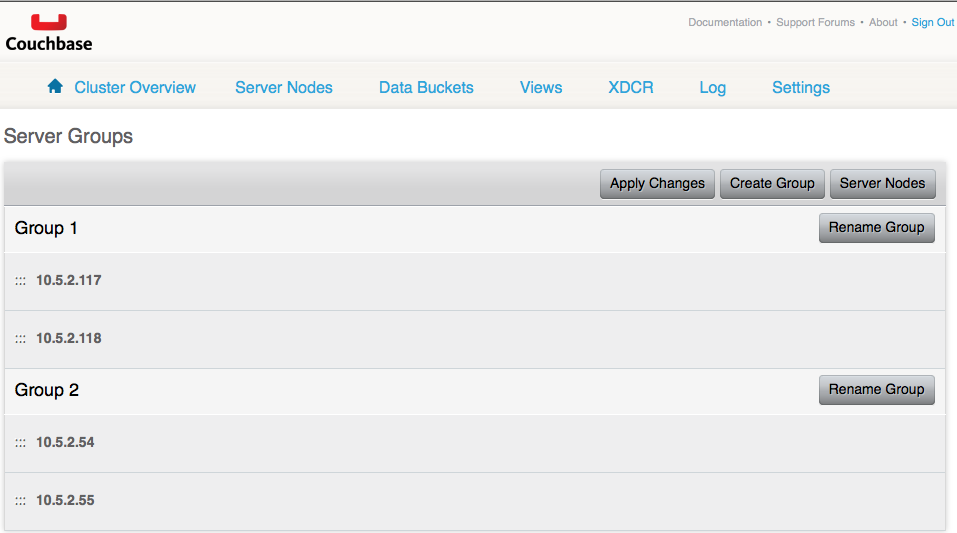 Documentation • Support Forums • About • Sign Out
Couchbase
Cluster Overview Server Nodes Data Buckets Views XDCR Log Settings
Server Groups
Apply Changes Create Group Server Nodes
Group 1 Rename Group
::: 10.5.2.117
::: 10.5.2.118
Group 2 Rename Group
::: 10.5.2.54
::: 10.5.2.55